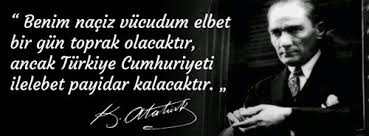 “ Benim naçiz vücudum elbet
bir gün toprak olacaktır,
ancak Türkiye Cumhuriyeti
ilelebet payidar kalacaktır. „
K. Atatürk